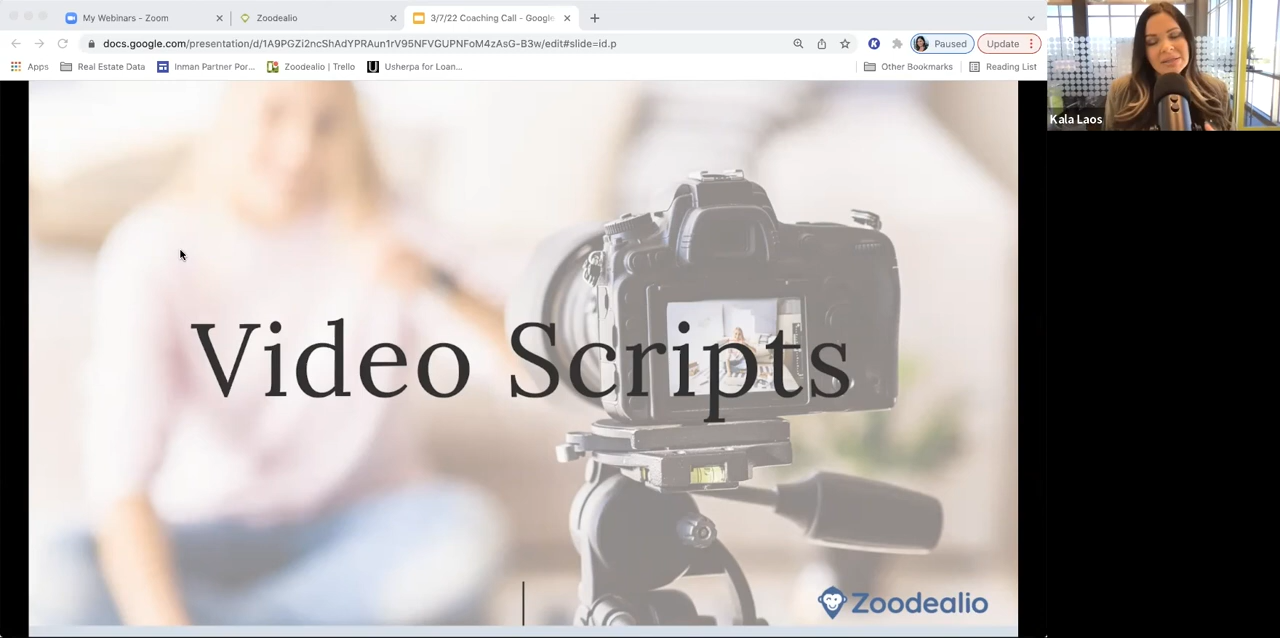 My Webinars - Zoom
Zoodealio
3/7/22 Coaching Call - Google
docs.google.com/presentation/d/1A9PGZi2ncShAdYPRAun1rV95NFVGUPNFoM4zAsG-B3w/edit#slide=id.p
Paused
Update
Apps
Real Estate Data
Inman Partner Por...
Zoodealio | Trello
Usherpa for Loan...
Other Bookmarks
Reading List
Kala Laos
Video Scripts
Zoodealio